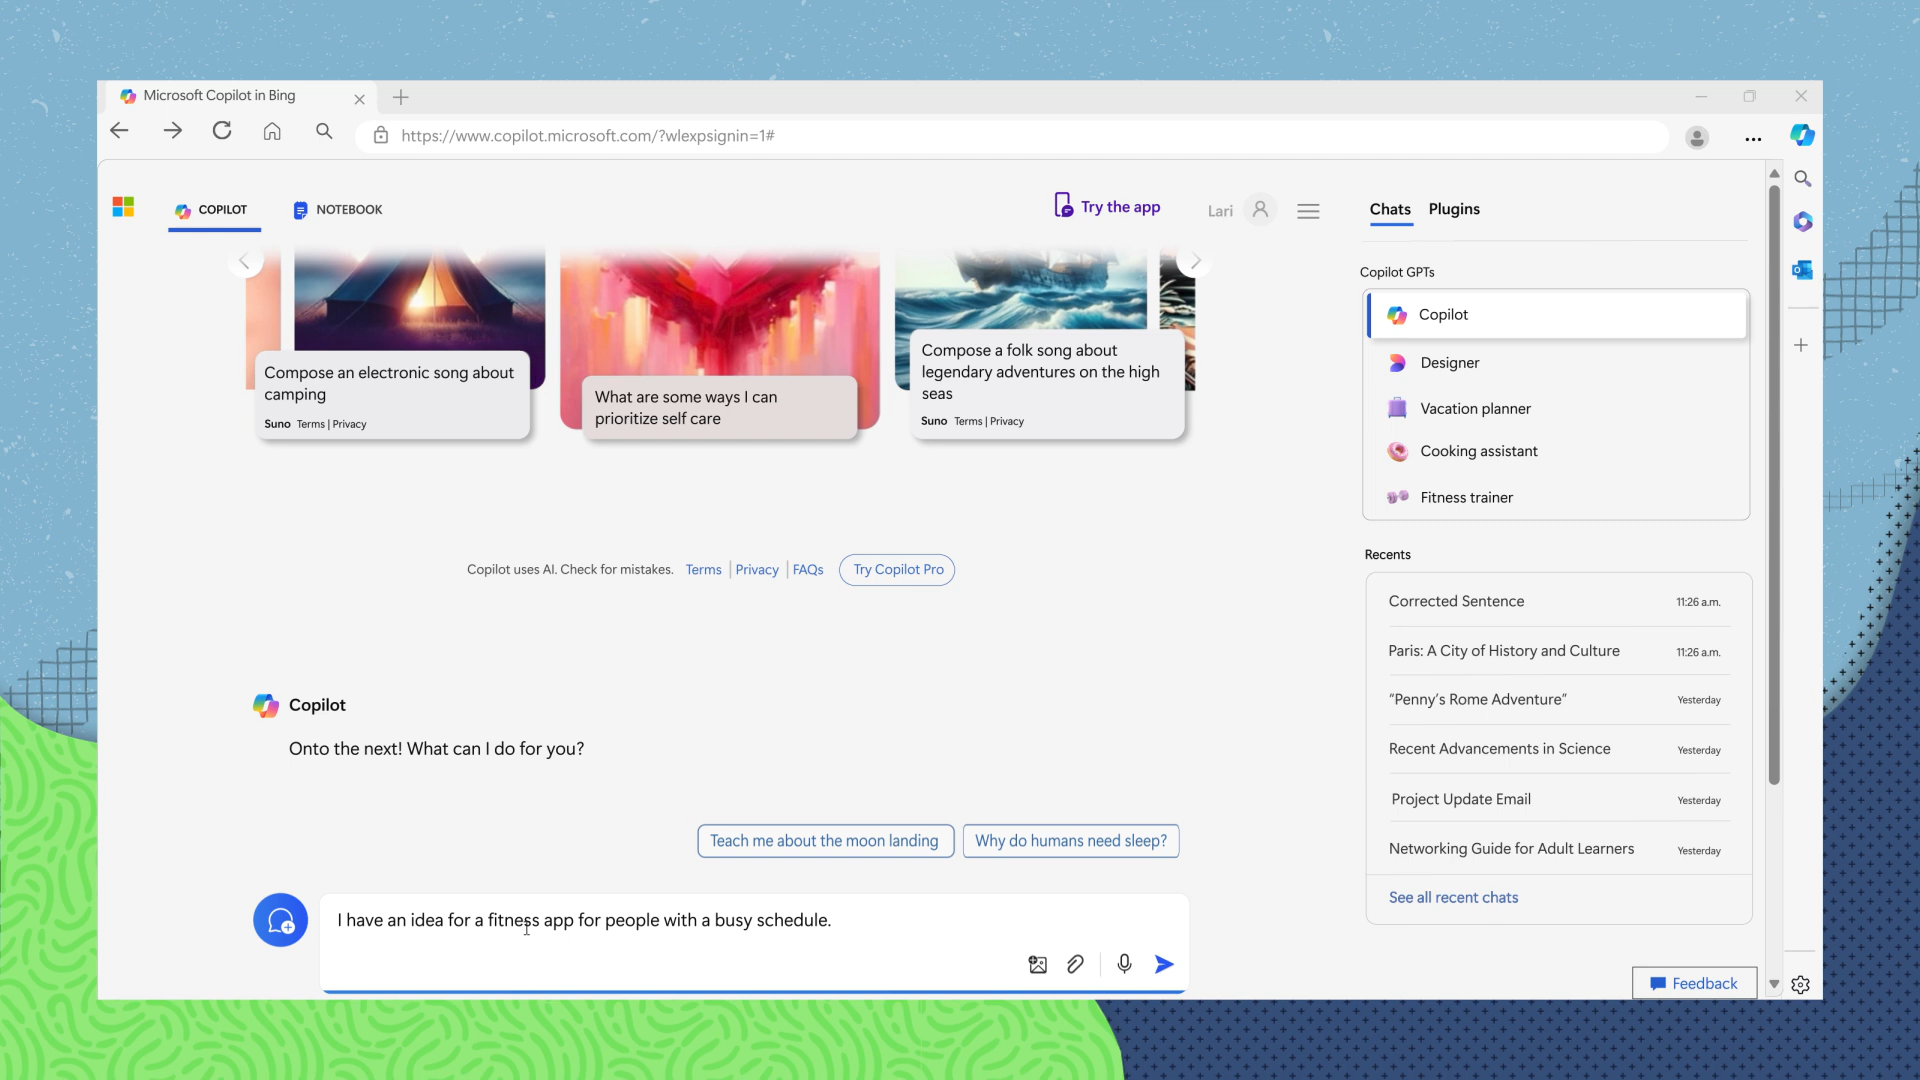 Microsoft Copilot in Bing
https://www.copilot.microsoft.com/?wlexpsignin=1#
COPILOT
NOTEBOOK
Try the app
Lari
Chats
Plugins
Compose an electronic song about
camping
Suno Terms | Privacy
What are some ways I can
prioritize self care
Compose a folk song about
legendary adventures on the high
seas
Suno Terms | Privacy
Copilot uses AI. Check for mistakes. Terms | Privacy | FAQs
Try Copilot Pro
Copilot
Onto the next! What can I do for you?
Teach me about the moon landing
Why do humans need sleep?
I have an idea for a fitness app for people with a busy schedule.
Copilot GPTs
Copilot
Designer
Vacation planner
Cooking assistant
Fitness trainer
Recents
Corrected Sentence 11:26 a.m.
Paris: A City of History and Culture 11:26 a.m.
“Penny’s Rome Adventure” Yesterday
Recent Advancements in Science Yesterday
Project Update Email Yesterday
Networking Guide for Adult Learners Yesterday
See all recent chats
Feedback